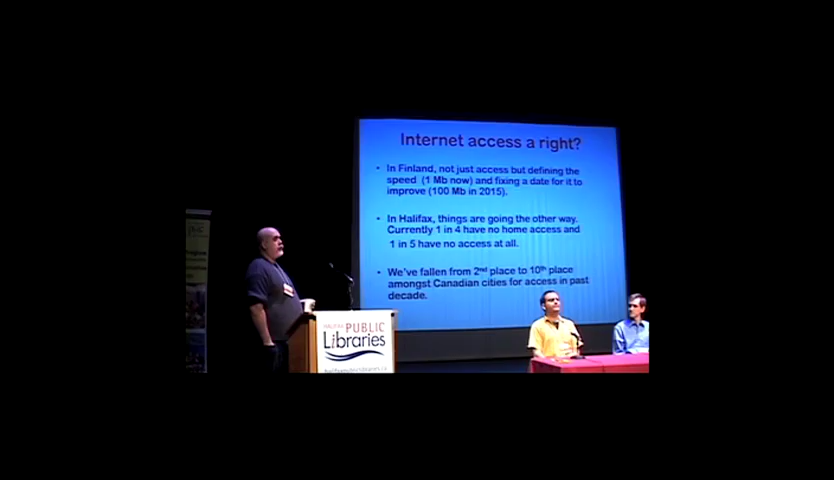 Internet access a right?
• In Finland, not just access but defining the
speed (1 Mb now) and fixing a date for it to
improve (100 Mb in 2015).
• In Halifax, things are going the other way.
Currently 1 in 4 have no home access and
1 in 5 have no access at all.
• We've fallen from 2nd place to 10th place
amongst Canadian cities for access in past
decade.
HALIFAX PUBLIC
Libraries